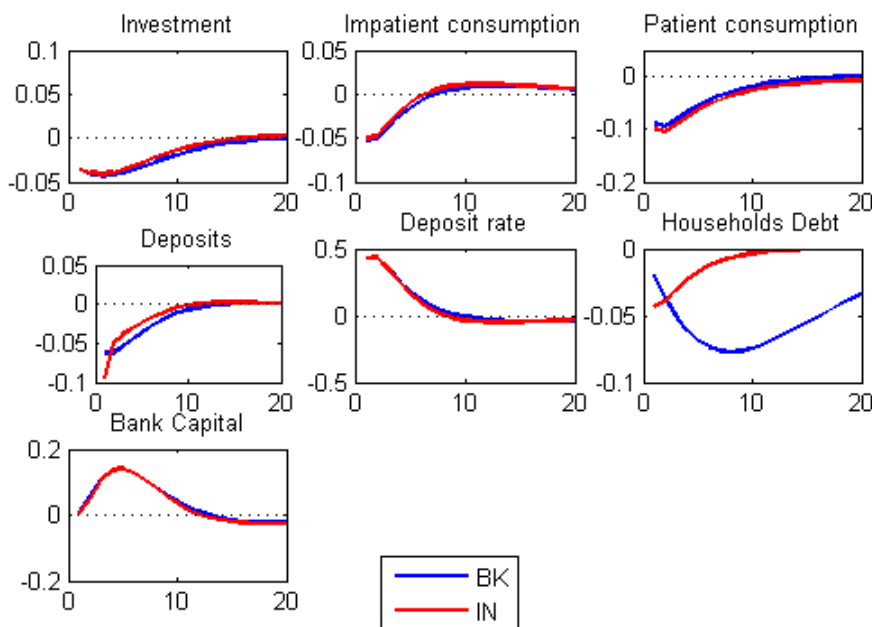 Investment
Impatient consumption
Patient consumption
0.1
0.05
0
-0.05
0 10 20
0.05
0
-0.05
-0.1
0 10 20
0
-0.1
-0.2
0 10 20
Deposits
Deposit rate
Households Debt
0.05
0
-0.05
-0.1
0 10 20
0.5
0
-0.5
0 10 20
0
-0.05
-0.1
0 10 20
Bank Capital
0.2
0
-0.2
0 10 20
BK
IN